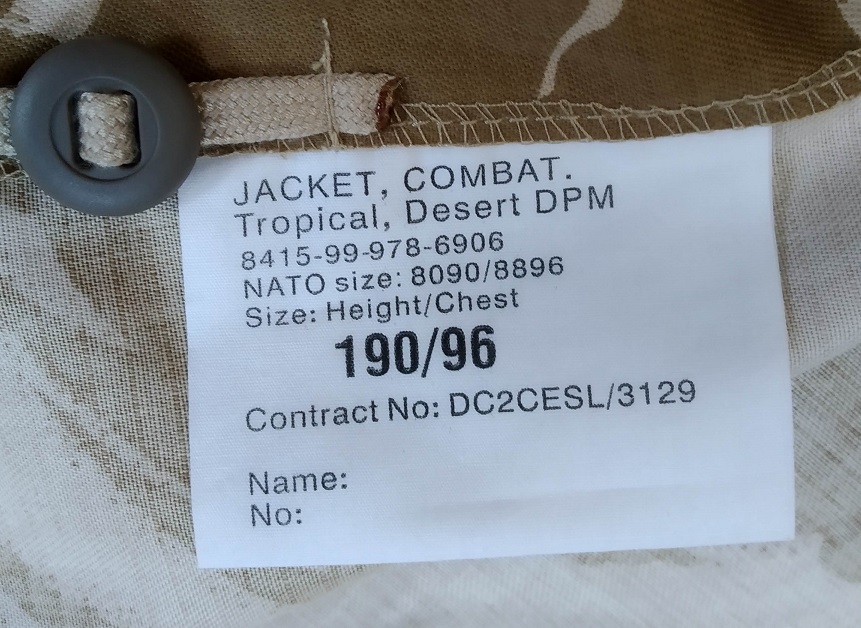 JACKET, COMBAT.
Tropical, Desert DPM
8415-99-978-6906
NATO size: 8090/8896
Size: Height/Chest
190/96
Contract No: DC2CESL/3129
Name:
No: